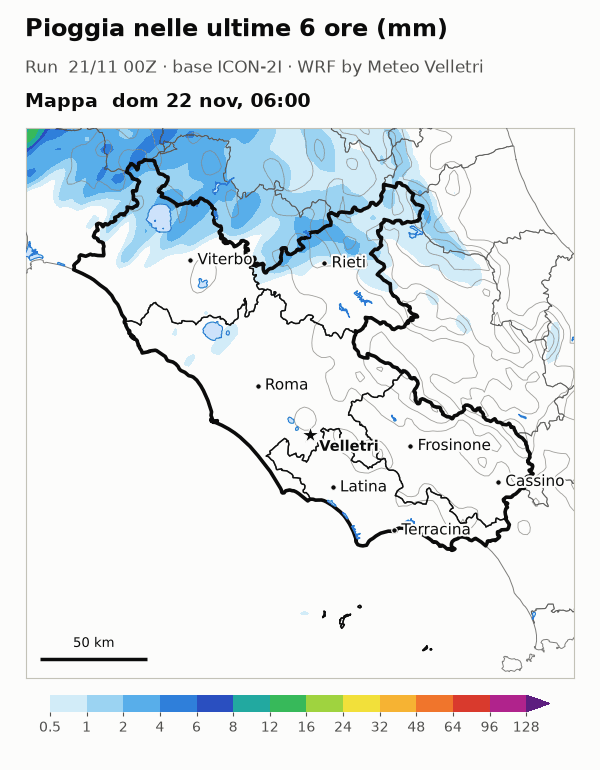 Pioggia nelle ultime 6 ore (mm)
Run  21/11 00Z · base ICON-2I · WRF by Meteo Velletri
Mappa  dom 22 nov, 06:00
Viterbo
Rieti
Roma
Velletri
Frosinone
Cassino
Latina
Terracina
50 km
0.5 1 2 4 6 8 12 16 24 32 48 64 96 128